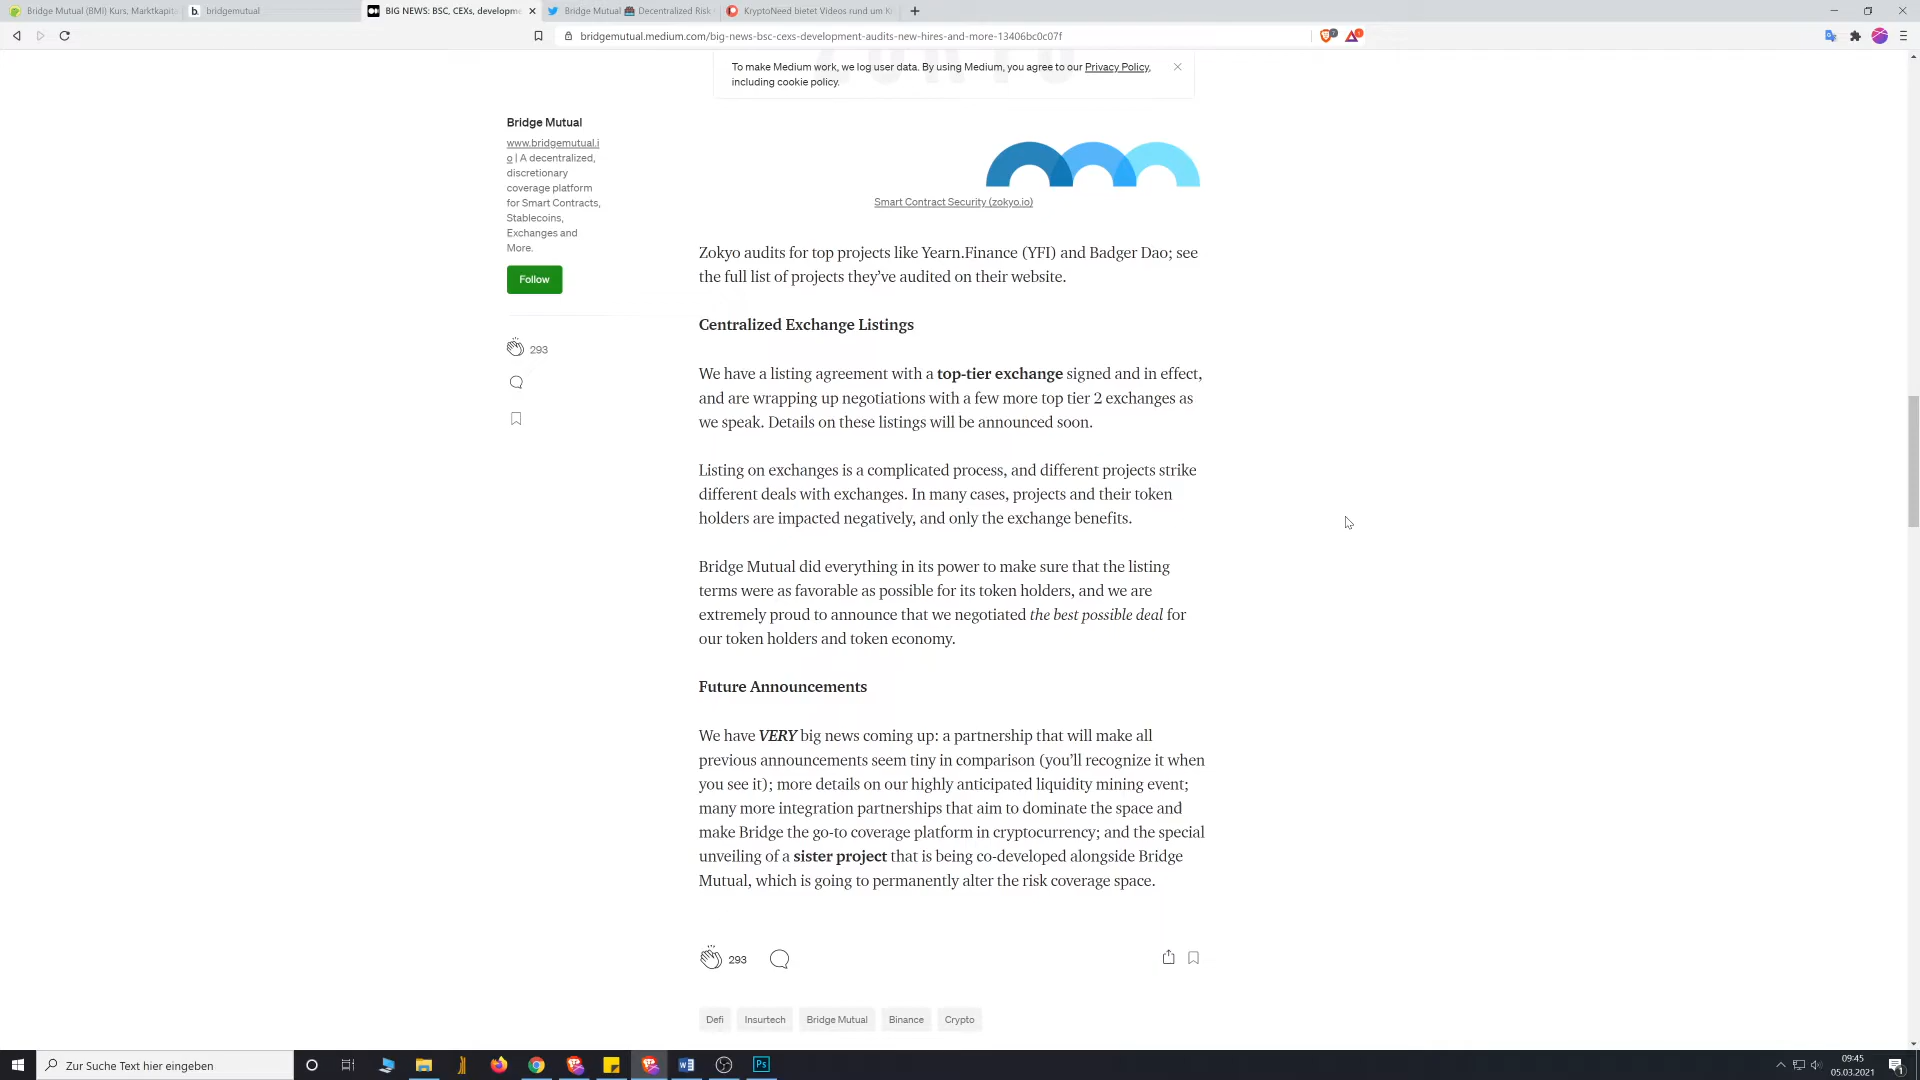 Bridge Mutual (BMI) Kurs, Marktkapit
bridgemutual
BIG NEWS: BSC, CEXs, developme
Bridge Mutual
Decentralized Risk
KryptoNeed bietet Videos rund um K
bridgemutual.medium.com/big-news-bsc-cexs-development-audits-new-hires-and-more-13406bc0c07f
To make Medium work, we log user data. By using Medium, you agree to our Privacy Policy,
including cookie policy.
Bridge Mutual
www.bridgemutual.i
o | A decentralized,
discretionary
coverage platform
for Smart Contracts,
Stablecoins,
Exchanges and
More.
Follow
293
Smart Contract Security (zokyo.io)
Zokyo audits for top projects like Yearn.Finance (YFI) and Badger Dao; see
the full list of projects they’ve audited on their website.
Centralized Exchange Listings
We have a listing agreement with a top-tier exchange signed and in effect,
and are wrapping up negotiations with a few more top tier 2 exchanges as
we speak. Details on these listings will be announced soon.
Listing on exchanges is a complicated process, and different projects strike
different deals with exchanges. In many cases, projects and their token
holders are impacted negatively, and only the exchange benefits.
Bridge Mutual did everything in its power to make sure that the listing
terms were as favorable as possible for its token holders, and we are
extremely proud to announce that we negotiated the best possible deal for
our token holders and token economy.
Future Announcements
We have VERY big news coming up: a partnership that will make all
previous announcements seem tiny in comparison (you’ll recognize it when
you see it); more details on our highly anticipated liquidity mining event;
many more integration partnerships that aim to dominate the space and
make Bridge the go-to coverage platform in cryptocurrency; and the special
unveiling of a sister project that is being co-developed alongside Bridge
Mutual, which is going to permanently alter the risk coverage space.
293
Defi
Insurtech
Bridge Mutual
Binance
Crypto
Zur Suche Text hier eingeben
09:45
05.03.2021